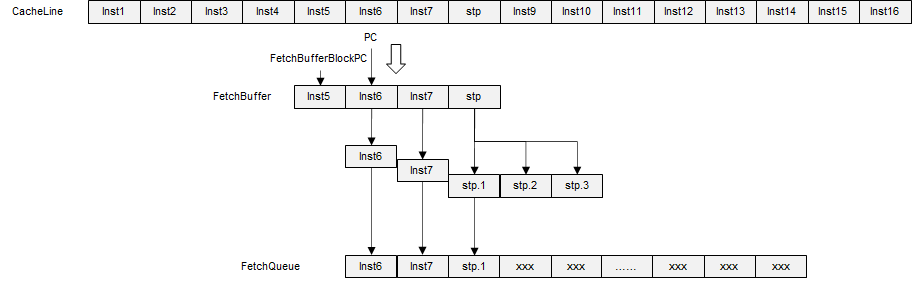 CacheLine Inst1 Inst2 Inst3 Inst4 Inst5 Inst6 Inst7 stp Inst9 Inst10 Inst11 Inst12 Inst13 Inst14 Inst15 Inst16
PC
FetchBufferBlockPC
FetchBuffer Inst5 Inst6 Inst7 stp
Inst6
Inst7
stp.1 stp.2 stp.3
FetchQueue Inst6 Inst7 stp.1 xxx xxx ...... xxx xxx xxx